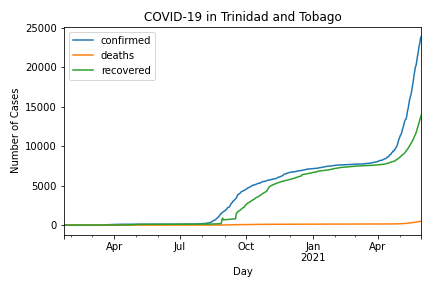 COVID-19 in Trinidad and Tobago
confirmed
deaths
recovered
Number of Cases
25000
20000
15000
10000
5000
0
Apr
Jul
Oct
Jan
2021
Apr
Day